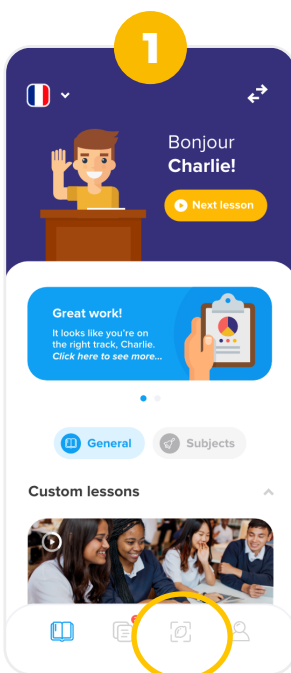 1
Bonjour
Charlie!
Next lesson
Great work!
It looks like you're on
the right track, Charlie.
Click here to see more...
General
Subjects
Custom lessons